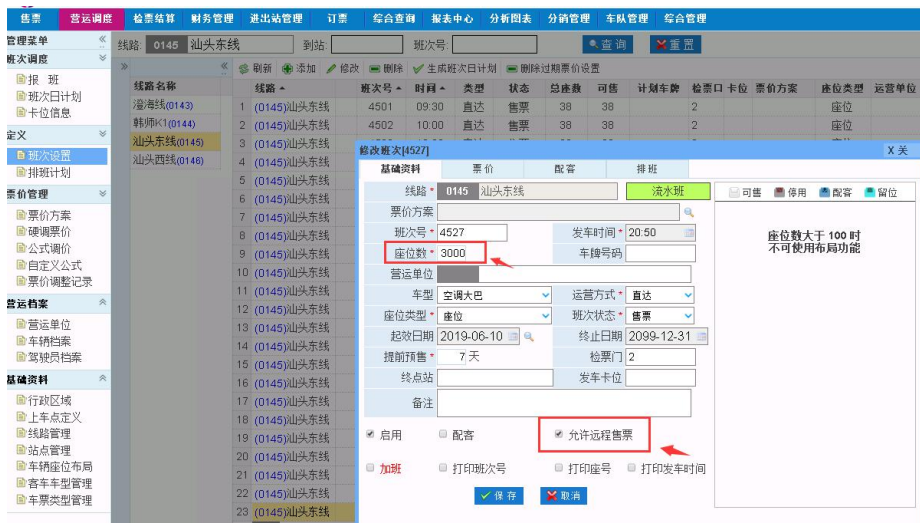 售票 营运调度 检票结算 财务管理 进出站管理 订票 综合查询 报表中心 分析图表 分销管理 车队管理 综合管理
管理菜单
班次调度
报 班
班次日计划
卡位信息
定义
班次设置
排班计划
票价管理
票价方案
硬调票价
公式调价
自定义公式
票价调整记录
营运档案
营运单位
车辆档案
驾驶员档案
基础资料
行政区域
上车点定义
线路管理
站点管理
车辆座位布局
客车车型管理
车票类型管理
线路: 0145 汕头东线 到站: 班次号: 查询 重置
线路名称
澄海线(0143)
韩师K1(0144)
汕头东线(0145)
汕头西线(0146)
刷新 添加 修改 删除 生成班次日计划 删除过期票价设置
线路 班次号 时间 类型 状态 总座数 可售 计划车牌 检票口 卡位 票价方案 座位类型 运营单位
1 (0145)汕头东线 4501 09:30 直达 售票 38 38 2 座位
2 (0145)汕头东线 4502 10:00 直达 售票 38 38 2 座位
3 (0145)汕头东线
4 (0145)汕头东线
5 (0145)汕头东线
6 (0145)汕头东线
7 (0145)汕头东线
8 (0145)汕头东线
9 (0145)汕头东线
10 (0145)汕头东线
11 (0145)汕头东线
12 (0145)汕头东线
13 (0145)汕头东线
14 (0145)汕头东线
15 (0145)汕头东线
16 (0145)汕头东线
17 (0145)汕头东线
18 (0145)汕头东线
19 (0145)汕头东线
20 (0145)汕头东线
21 (0145)汕头东线
22 (0145)汕头东线
23 (0145)汕头东线
修改班次[4527] X 关
基础资料 票价 配客 排班
线路* 0145 汕头东线 流水班
票价方案
班次号* 4527 发车时间* 20:50
座位数* 3000 车牌号码
营运单位
车型 空调大巴 运营方式* 直达
座位类型* 座位 班次状态* 售票
起效日期 2019-06-10 终止日期 2099-12-31
提前预售* 7 天 检票门 2
终点站 发车卡位
备注
启用 配客 允许远程售票
加班 打印班次号 打印座号 打印发车时间
保存 取消
可售 停用 配客 留位
座位数大于 100 时
不可使用布局功能